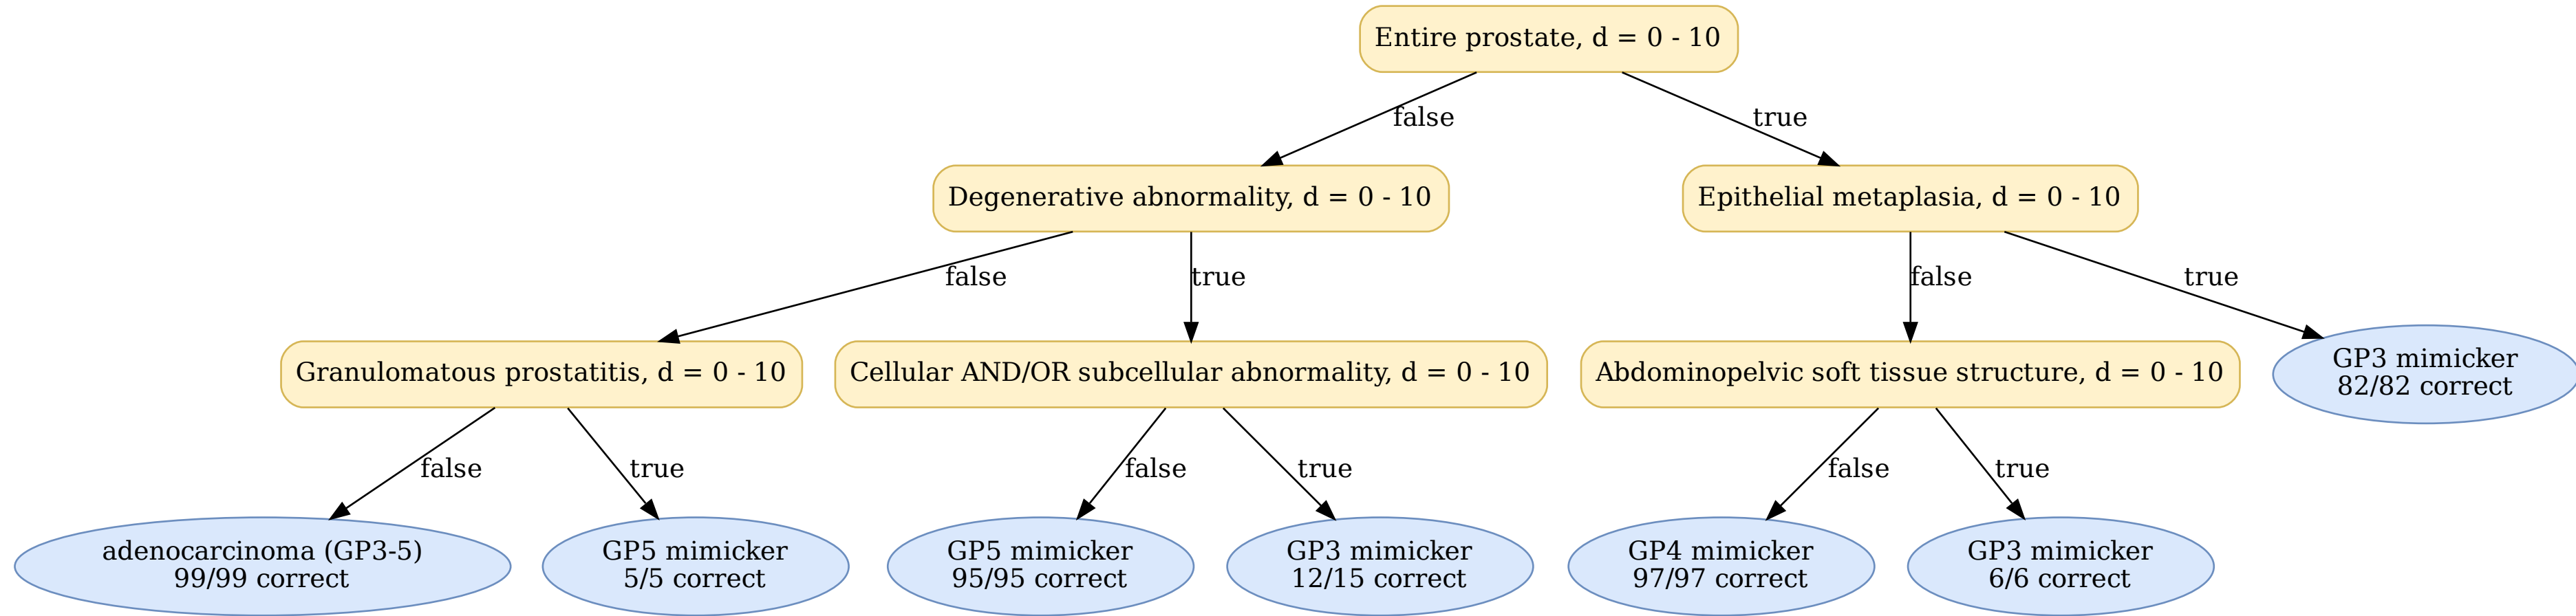 Entire prostate, d = 0 - 10
false
true
Degenerative abnormality, d = 0 - 10
Epithelial metaplasia, d = 0 - 10
false
true
false
true
Granulomatous prostatitis, d = 0 - 10
Cellular AND/OR subcellular abnormality, d = 0 - 10
Abdominopelvic soft tissue structure, d = 0 - 10
GP3 mimicker
82/82 correct
false
true
false
true
false
true
adenocarcinoma (GP3-5)
99/99 correct
GP5 mimicker
5/5 correct
GP5 mimicker
95/95 correct
GP3 mimicker
12/15 correct
GP4 mimicker
97/97 correct
GP3 mimicker
6/6 correct